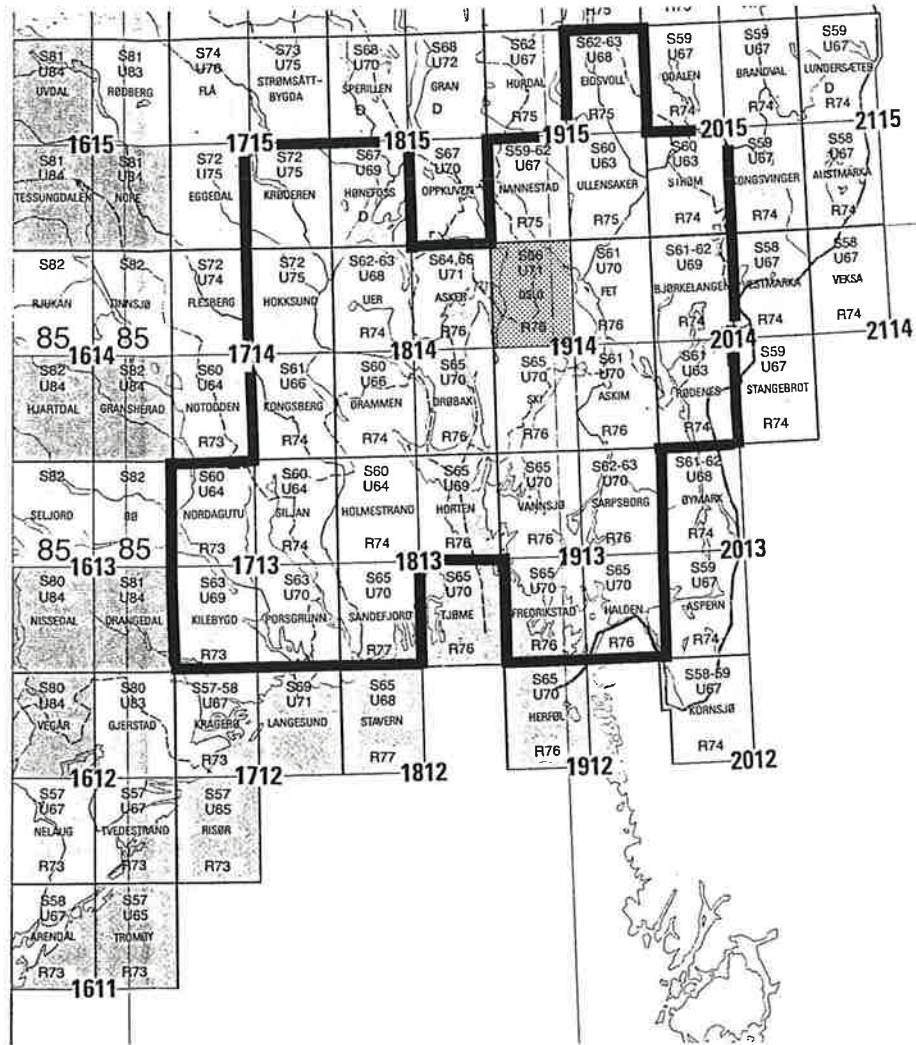 R75
R75
S81
U84
UVDAL
S81
U83
RØDBERG
S74
U76
FLÅ
S73
U75
STRØMSÅTT-
BYGDA
S68
U70
SPERILLEN
D
S68
U72
GRAN
D
S62
U67
HURDAL
R75
S62-63
U68
EIDSVOLL
R75
S59
U67
ODALEN
R74
S59
U67
BRANDVAL
R74
S59
U67
LUNDERSÆTER
D
R74
1615
1715
1815
1915
2015
2115
S81
U84
TESSUNGDALEN
S81
U84
NORE
S72
U75
EGGEDAL
S72
U75
KRØDEREN
S67
U69
HØNEFOSS
D
S67
U70
OPPKUVEN
S59-62
U67
NANNESTAD
R75
S60
U63
ULLENSAKER
R75
S60
U63
STRØM
R74
S59
U67
KONGSVINGER
R74
S58
U67
AUSTMARKA
R74
S82
RJUKAN
85
S82
TINNSJØ
85
S72
U74
FLESBERG
S72
U75
HOKKSUND
S62-63
U68
LIER
R74
S64,66
U71
ASKER
R76
S66
U71
OSLO
R76
S61
U70
FET
R76
S61-62
U69
BJØRKELANGEN
R74
S58
U67
VESTMARKA
R74
S58
U67
VEKSA
R74
1614
1714
1814
1914
2014
2114
S82
U84
HJARTDAL
S82
U84
GRANSHERAD
S60
U64
NOTODDEN
R73
S61
U66
KONGSBERG
R74
S60
U66
DRAMMEN
R74
S65
U70
DRØBAK
R76
S65
U70
SKI
R76
S61
U70
ASKIM
R76
S61
U63
RØDENES
R74
S59
U67
STANGEBROT
R74
S82
SELJORD
85
S82
BØ
85
S60
U64
NORDAGUTU
R73
S60
U64
SILJAN
R74
S60
U64
HOLMESTRAND
R74
S65
U69
HORTEN
R76
S65
U70
VANNSJØ
R76
S62-63
U70
SARPSBORG
R76
S61-62
U68
ØYMARK
R74
1613
1713
1813
1913
2013
S80
U84
NISSEDAL
S81
U84
DRANGEDAL
S63
U69
KILEBYGD
R73
S63
U70
PORSGRUNN
S65
U70
SANDEFJORD
R77
S65
U70
TJØME
R76
S65
U70
FREDRIKSTAD
R76
S65
U70
HALDEN
R76
S59
U67
ASPERN
R74
S80
U84
VEGÅR
S80
U83
GJERSTAD
S57-58
U67
KRAGERØ
R73
S69
U71
LANGESUND
S65
U68
STAVERN
R77
S65
U70
HERFØL
R76
S58-59
U67
KORNSJØ
R74
1612
1712
1812
1912
2012
S57
U67
NELAUG
R73
S57
U67
TVEDESTRAND
R73
S57
U65
RISØR
R73
S58
U67
ARENDAL
R73
S57
U65
TROMØY
R73
1611